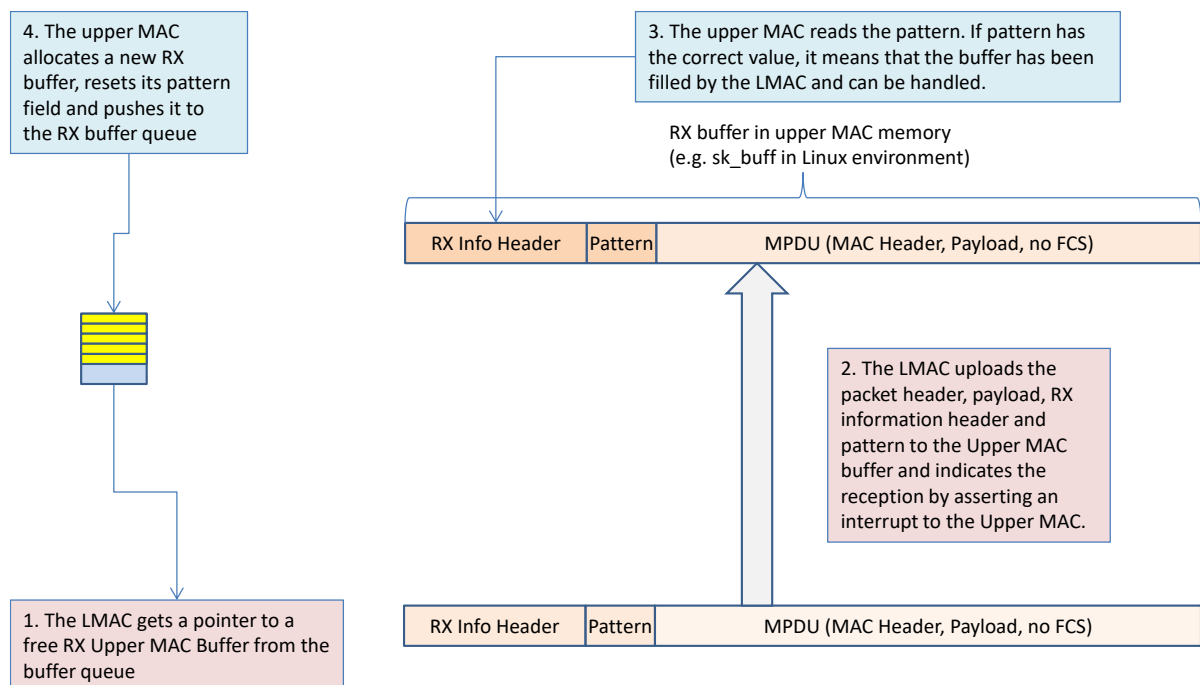 4. The upper MAC
allocates a new RX
buffer, resets its pattern
field and pushes it to
the RX buffer queue
3. The upper MAC reads the pattern. If pattern has
the correct value, it means that the buffer has been
filled by the LMAC and can be handled.
RX buffer in upper MAC memory
(e.g. sk_buff in Linux environment)
RX Info Header Pattern MPDU (MAC Header, Payload, no FCS)
2. The LMAC uploads the
packet header, payload, RX
information header and
pattern to the Upper MAC
buffer and indicates the
reception by asserting an
interrupt to the Upper MAC.
1. The LMAC gets a pointer to a
free RX Upper MAC Buffer from the
buffer queue
RX Info Header Pattern MPDU (MAC Header, Payload, no FCS)